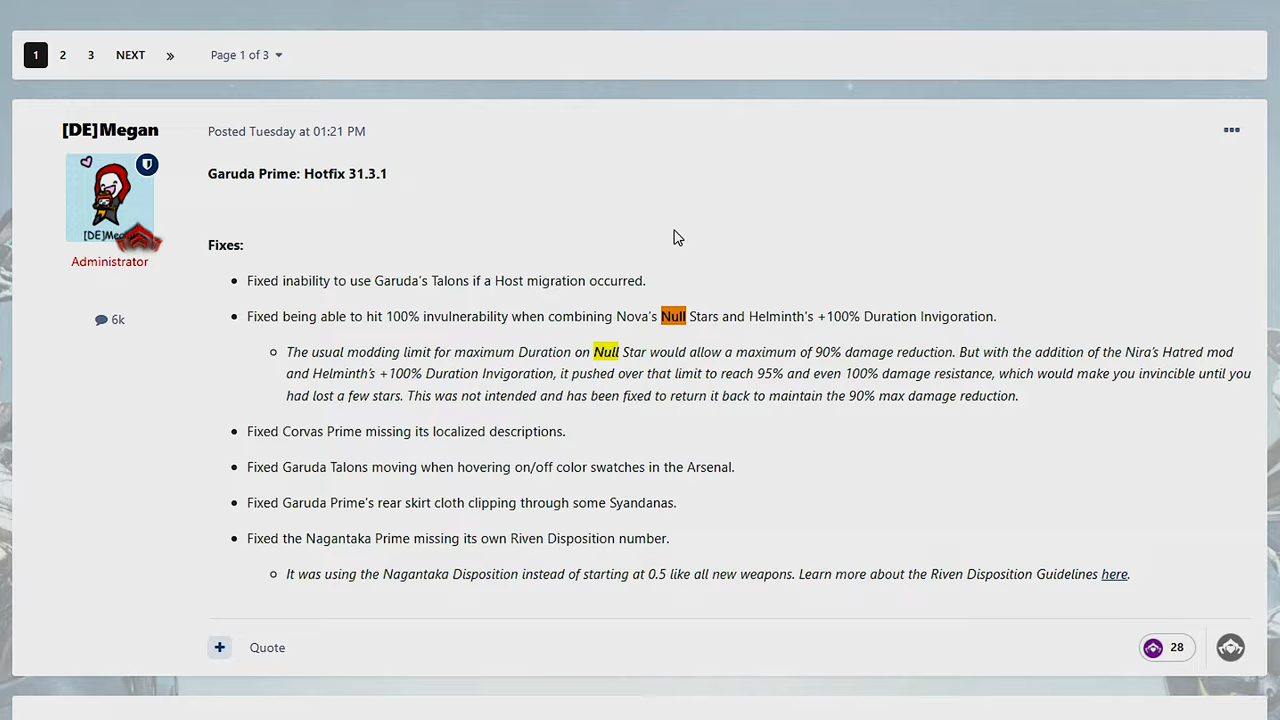 1 2 3 NEXT » Page 1 of 3
[DE]Megan
Posted Tuesday at 01:21 PM
Garuda Prime: Hotfix 31.3.1
[DE]Meg
Administrator
6k
Fixes:
Fixed inability to use Garuda's Talons if a Host migration occurred.
Fixed being able to hit 100% invulnerability when combining Nova's Null Stars and Helminth's +100% Duration Invigoration.
The usual modding limit for maximum Duration on Null Star would allow a maximum of 90% damage reduction. But with the addition of the Nira's Hatred mod
and Helminth's +100% Duration Invigoration, it pushed over that limit to reach 95% and even 100% damage resistance, which would make you invincible until you
had lost a few stars. This was not intended and has been fixed to return it back to maintain the 90% max damage reduction.
Fixed Corvas Prime missing its localized descriptions.
Fixed Garuda Talons moving when hovering on/off color swatches in the Arsenal.
Fixed Garuda Prime's rear skirt cloth clipping through some Syandanas.
Fixed the Nagantaka Prime missing its own Riven Disposition number.
It was using the Nagantaka Disposition instead of starting at 0.5 like all new weapons. Learn more about the Riven Disposition Guidelines here.
+ Quote
28